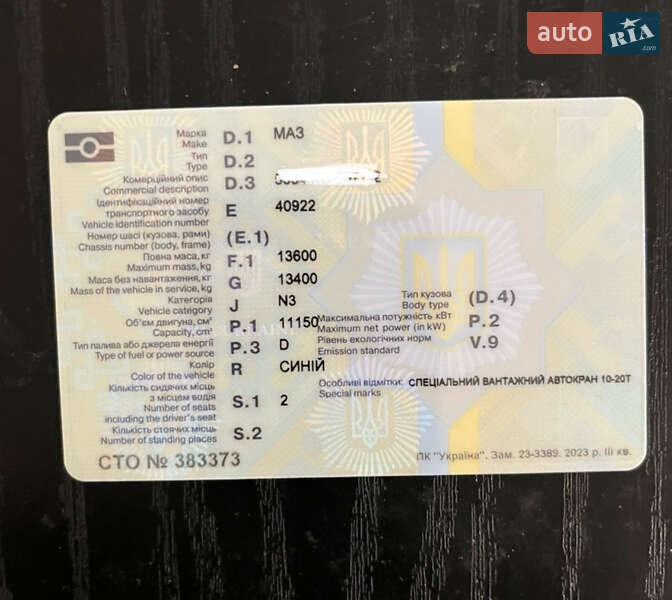 auto RIA .com
Марка D.1 МАЗ
Make
Тип D.2
Type
Комерційний опис D.3
Commercial description
Ідентифікаційний номер
транспортного засобу E 40922
Vehicle identification number
Номер шасі (кузова, рами) (E.1)
Chassis number (body, frame)
Повна маса, кг F.1 13600
Maximum mass, kg
Маса без навантаження, кг G 13400
Mass of the vehicle in service, kg
Категорія J N3
Vehicle category
Об'єм двигуна, см³ P.1 11150
Capacity, cm³
Тип палива або джерела енергії P.3 D
Type of fuel or power source
Колір R СИНІЙ
Color of the vehicle
Кількість сидячих місць
з місцем водія S.1 2
Number of seats
including the driver's seat
Кількість стоячих місць S.2
Number of standing places
Тип кузова (D.4)
Body type
Максимальна потужність кВт P.2
Maximum net power (in kW)
Рівень екологічних норм V.9
Emission standard
Особливі відмітки: СПЕЦІАЛЬНИЙ ВАНТАЖНИЙ АВТОКРАН 10-20Т
Special marks
СТО № 383373
ПК "Україна". Зам. 23-3389. 2023 р. III кв.